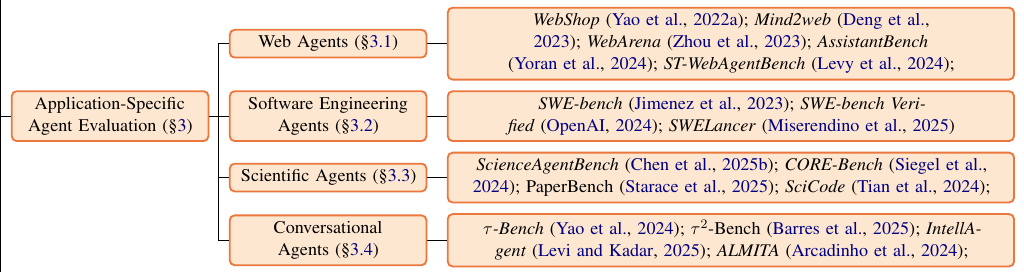 Application-Specific
Agent Evaluation (§3)
Web Agents (§3.1)
WebShop (Yao et al., 2022a); Mind2web (Deng et al.,
2023); WebArena (Zhou et al., 2023); AssistantBench
(Yoran et al., 2024); ST-WebAgentBench (Levy et al., 2024);
Software Engineering
Agents (§3.2)
SWE-bench (Jimenez et al., 2023); SWE-bench Veri-
fied (OpenAI, 2024); SWELancer (Miserendino et al., 2025)
Scientific Agents (§3.3)
ScienceAgentBench (Chen et al., 2025b); CORE-Bench (Siegel et al.,
2024); PaperBench (Starace et al., 2025); SciCode (Tian et al., 2024);
Conversational
Agents (§3.4)
τ-Bench (Yao et al., 2024); τ²-Bench (Barres et al., 2025); IntellA-
gent (Levi and Kadar, 2025); ALMITA (Arcadinho et al., 2024);